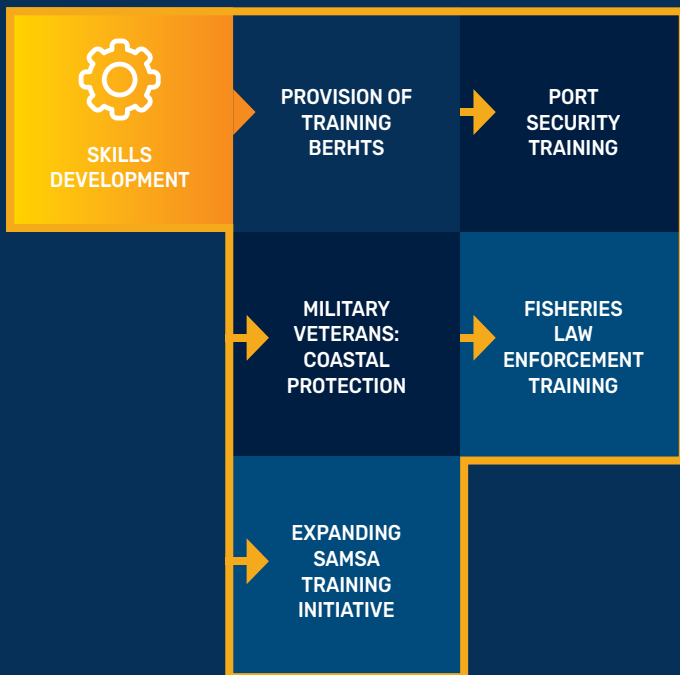 SKILLS
DEVELOPMENT
PROVISION OF
TRAINING
BERHTS
PORT
SECURITY
TRAINING
MILITARY
VETERANS:
COASTAL
PROTECTION
FISHERIES
LAW
ENFORCEMENT
TRAINING
EXPANDING
SAMSA
TRAINING
INITIATIVE